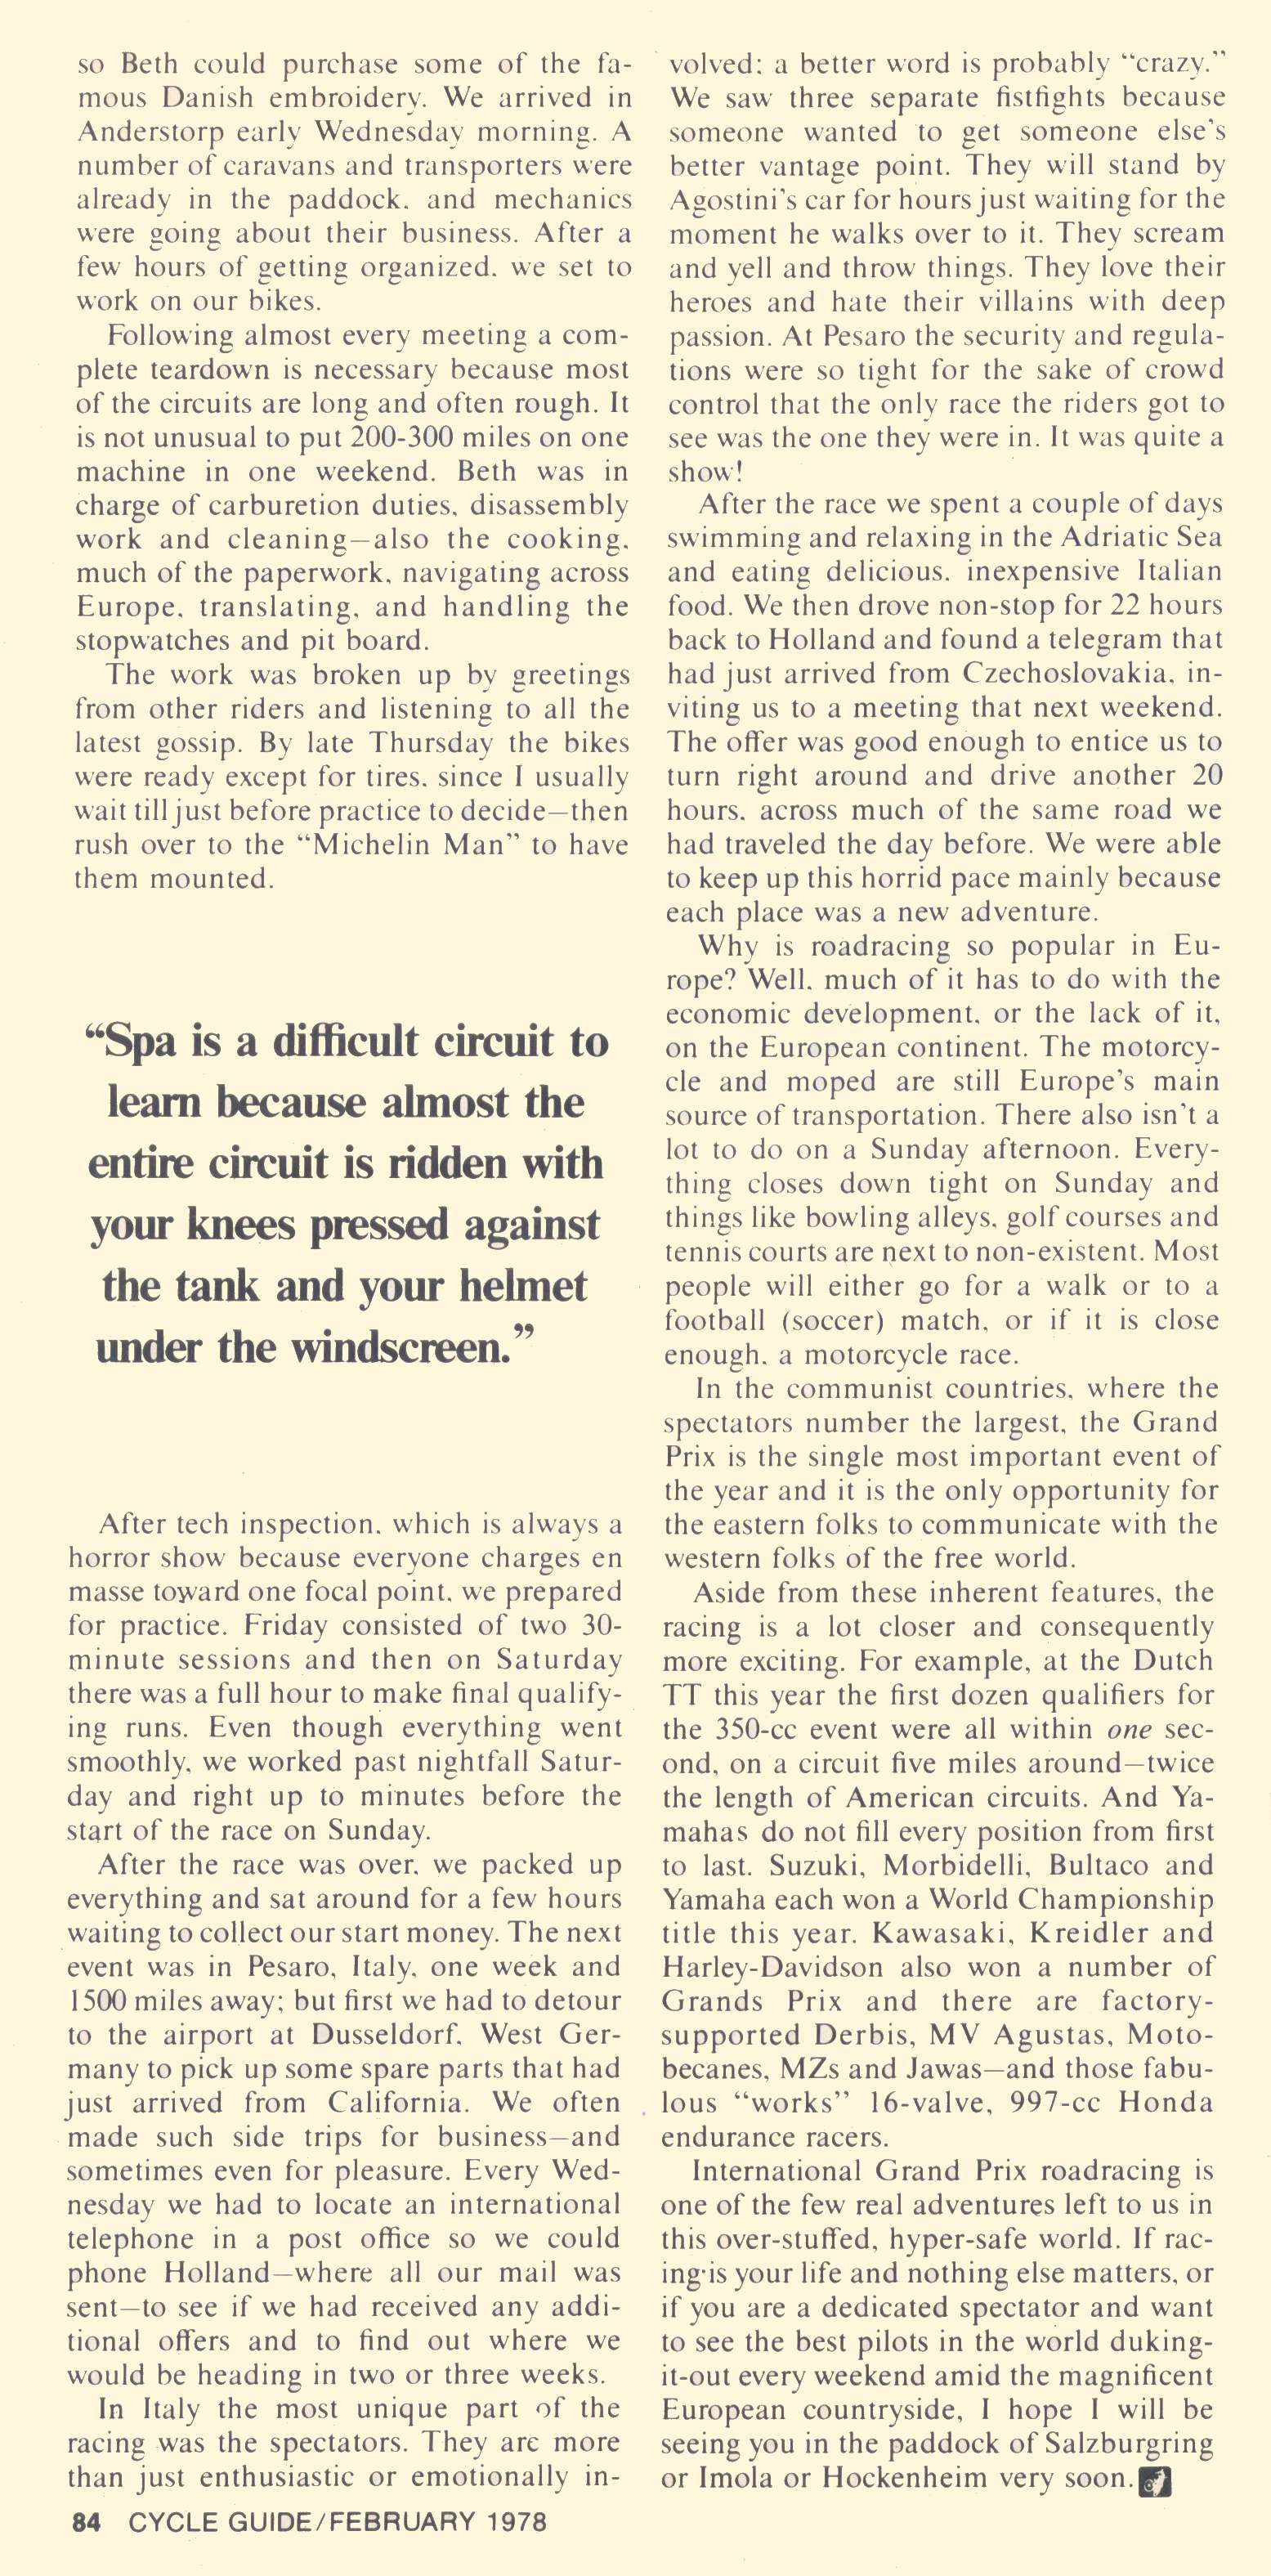 so Beth could purchase some of the fa-
mous Danish embroidery. We arrived in
Anderstorp early Wednesday morning. A
number of caravans and transporters were
already in the paddock, and mechanics
were going about their business. After a
few hours of getting organized, we set to
work on our bikes.
Following almost every meeting a com-
plete teardown is necessary because most
of the circuits are long and often rough. It
is not unusual to put 200-300 miles on one
machine in one weekend. Beth was in
charge of carburetion duties, disassembly
work and cleaning—also the cooking,
much of the paperwork, navigating across
Europe, translating, and handling the
stopwatches and pit board.
The work was broken up by greetings
from other riders and listening to all the
latest gossip. By late Thursday the bikes
were ready except for tires, since I usually
wait till just before practice to decide—then
rush over to the “Michelin Man” to have
them mounted.
“Spa is a difficult circuit to
learn because almost the
entire circuit is ridden with
your knees pressed against
the tank and your helmet
under the windscreen.”
After tech inspection, which is always a
horror show because everyone charges en
masse toward one focal point, we prepared
for practice. Friday consisted of two 30-
minute sessions and then on Saturday
there was a full hour to make final qualify-
ing runs. Even though everything went
smoothly, we worked past nightfall Satur-
day and right up to minutes before the
start of the race on Sunday.
After the race was over, we packed up
everything and sat around for a few hours
waiting to collect our start money. The next
event was in Pesaro, Italy, one week and
1500 miles away; but first we had to detour
to the airport at Dusseldorf, West Ger-
many to pick up some spare parts that had
just arrived from California. We often
made such side trips for business—and
sometimes even for pleasure. Every Wed-
nesday we had to locate an international
telephone in a post office so we could
phone Holland—where all our mail was
sent—to see if we had received any addi-
tional offers and to find out where we
would be heading in two or three weeks.
In Italy the most unique part of the
racing was the spectators. They are more
than just enthusiastic or emotionally in-
volved; a better word is probably “crazy.”
We saw three separate fistfights because
someone wanted to get someone else's
better vantage point. They will stand by
Agostini's car for hours just waiting for the
moment he walks over to it. They scream
and yell and throw things. They love their
heroes and hate their villains with deep
passion. At Pesaro the security and regula-
tions were so tight for the sake of crowd
control that the only race the riders got to
see was the one they were in. It was quite a
show!
After the race we spent a couple of days
swimming and relaxing in the Adriatic Sea
and eating delicious, inexpensive Italian
food. We then drove non-stop for 22 hours
back to Holland and found a telegram that
had just arrived from Czechoslovakia, in-
viting us to a meeting that next weekend.
The offer was good enough to entice us to
turn right around and drive another 20
hours, across much of the same road we
had traveled the day before. We were able
to keep up this horrid pace mainly because
each place was a new adventure.
Why is roadracing so popular in Eu-
rope? Well, much of it has to do with the
economic development, or the lack of it,
on the European continent. The motorcy-
cle and moped are still Europe's main
source of transportation. There also isn't a
lot to do on a Sunday afternoon. Every-
thing closes down tight on Sunday and
things like bowling alleys, golf courses and
tennis courts are next to non-existent. Most
people will either go for a walk or to a
football (soccer) match, or if it is close
enough, a motorcycle race.
In the communist countries, where the
spectators number the largest, the Grand
Prix is the single most important event of
the year and it is the only opportunity for
the eastern folks to communicate with the
western folks of the free world.
Aside from these inherent features, the
racing is a lot closer and consequently
more exciting. For example, at the Dutch
TT this year the first dozen qualifiers for
the 350-cc event were all within one sec-
ond, on a circuit five miles around—twice
the length of American circuits. And Ya-
mahas do not fill every position from first
to last. Suzuki, Morbidelli, Bultaco and
Yamaha each won a World Championship
title this year. Kawasaki, Kreidler and
Harley-Davidson also won a number of
Grands Prix and there are factory-
supported Derbis, MV Agustas, Moto-
becanes, MZs and Jawas—and those fabu-
lous “works” 16-valve, 997-cc Honda
endurance racers.
International Grand Prix roadracing is
one of the few real adventures left to us in
this over-stuffed, hyper-safe world. If rac-
ing is your life and nothing else matters, or
if you are a dedicated spectator and want
to see the best pilots in the world duking-
it-out every weekend amid the magnificent
European countryside, I hope I will be
seeing you in the paddock of Salzburgring
or Imola or Hockenheim very soon.
84 CYCLE GUIDE/FEBRUARY 1978